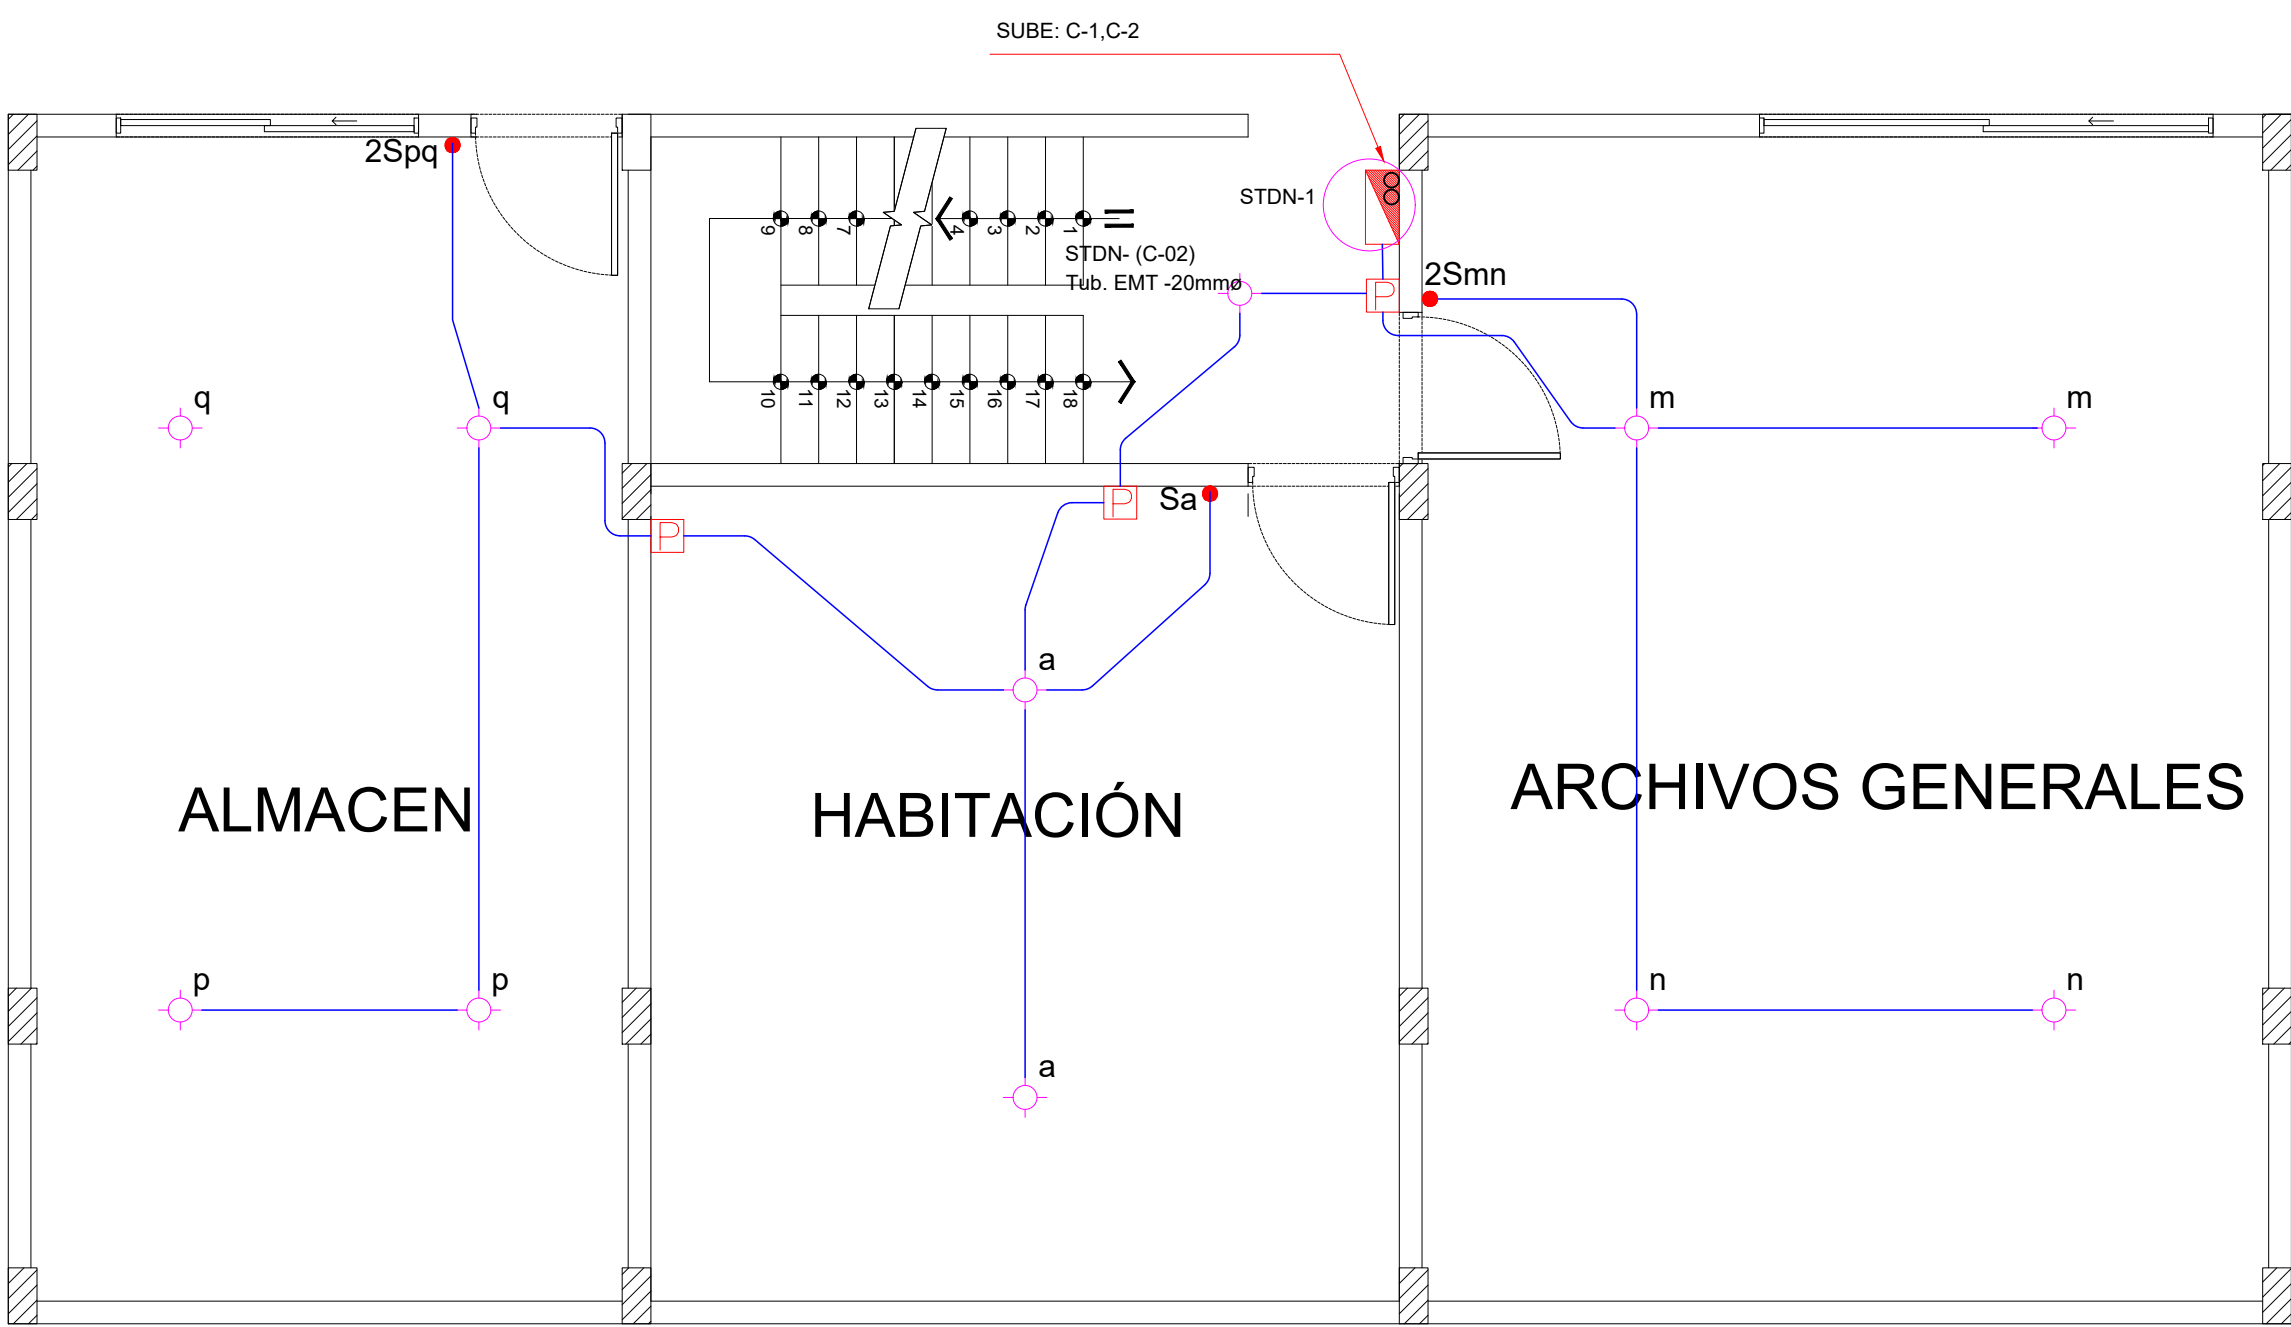 SUBE: C-1,C-2
2Spq
STDN-1
9
8
7
4
3
2
1
STDN- (C-02)
Tub. EMT -20mmø
P
2Smn
10
11
12
13
14
15
16
17
18
q
q
m
m
P
Sa
P
a
ALMACEN
HABITACIÓN
ARCHIVOS GENERALES
p
p
n
n
a